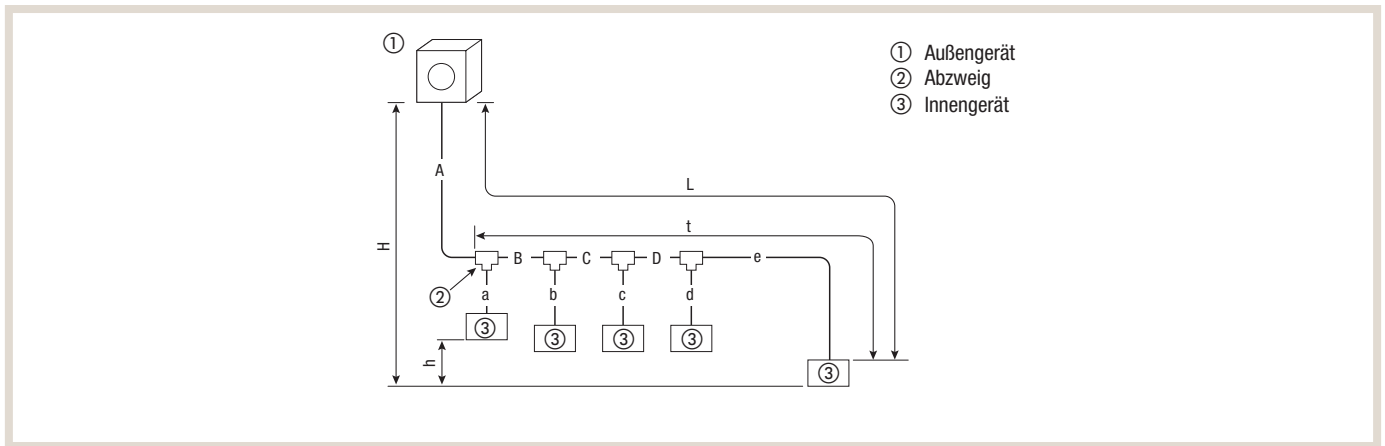 ①
① Außengerät
② Abzweig
③ Innengerät
A
L
t
H
B C D e
② a b c d
③
③ ③ ③
h
③